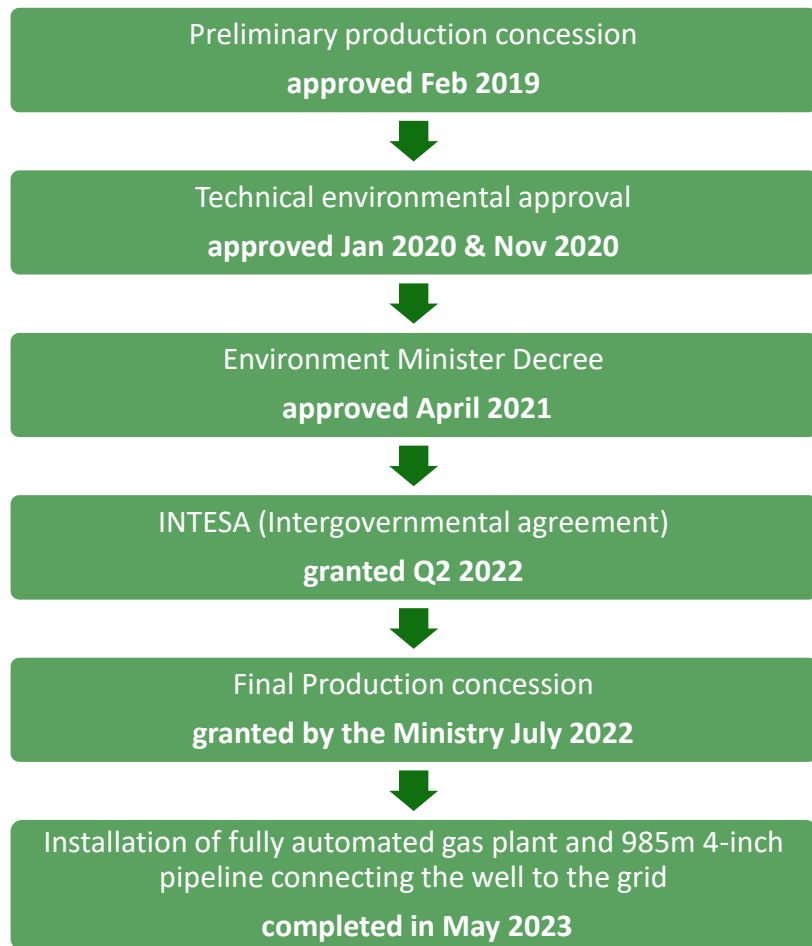 Preliminary production concession
approved Feb 2019
Technical environmental approval
approved Jan 2020 & Nov 2020
Environment Minister Decree
approved April 2021
INTESA (Intergovernmental agreement)
granted Q2 2022
Final Production concession
granted by the Ministry July 2022
Installation of fully automated gas plant and 985m 4-inch
pipeline connecting the well to the grid
completed in May 2023